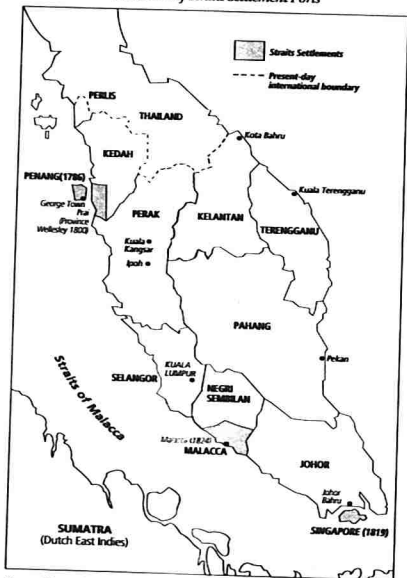 Straits Settlements
Present-day
international boundary
PERLIS
THAILAND
Kota Bahru
KEDAH
PENANG(1786)
Kuala Terengganu
George Town
Prai
(Province
Wellesley 1800)
PERAK
KELANTAN
TERENGGANU
Kuala
Kangsar
Ipoh
PAHANG
Pekan
Straits of Malacca
SELANGOR
KUALA
LUMPUR
NEGRI
SEMBILAN
(1824)
MALACCA
JOHOR
Johor
Bahru
SUMATRA
(Dutch East Indies)
SINGAPORE (1819)